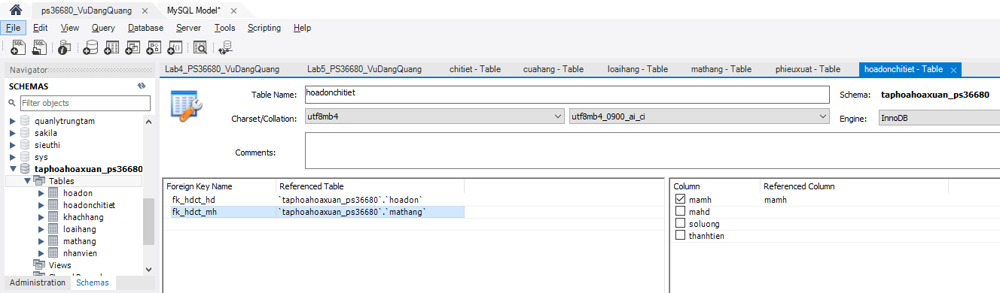 ps36680_VuDangQuang × MySQL Model* ×
File Edit View Query Database Server Tools Scripting Help
Navigator
SCHEMAS
Filter objects
quanlytrungtam
sakila
sieuthi
sys
taphoahoaxuan_ps36680
Tables
hoadon
hoadonchitiet
khachhang
loaihang
mathang
nhanvien
Views
Administration Schemas
Lab4_PS36680_VuDangQuang Lab5_PS36680_VuDangQuang chitiet - Table cuahang - Table loaihang - Table mathang - Table phieuxuat - Table hoadonchitiet - Table ×
Table Name: hoadonchitiet Schema: taphoahoaxuan_ps36680
Charset/Collation: utf8mb4 utf8mb4_0900_ai_ci Engine: InnoDB
Comments:
Foreign Key Name Referenced Table
fk_hdct_hd `taphoahoaxuan_ps36680`.`hoadon`
fk_hdct_mh `taphoahoaxuan_ps36680`.`mathang`
Column Referenced Column
mamh mamh
mahd
soluong
thanhtien